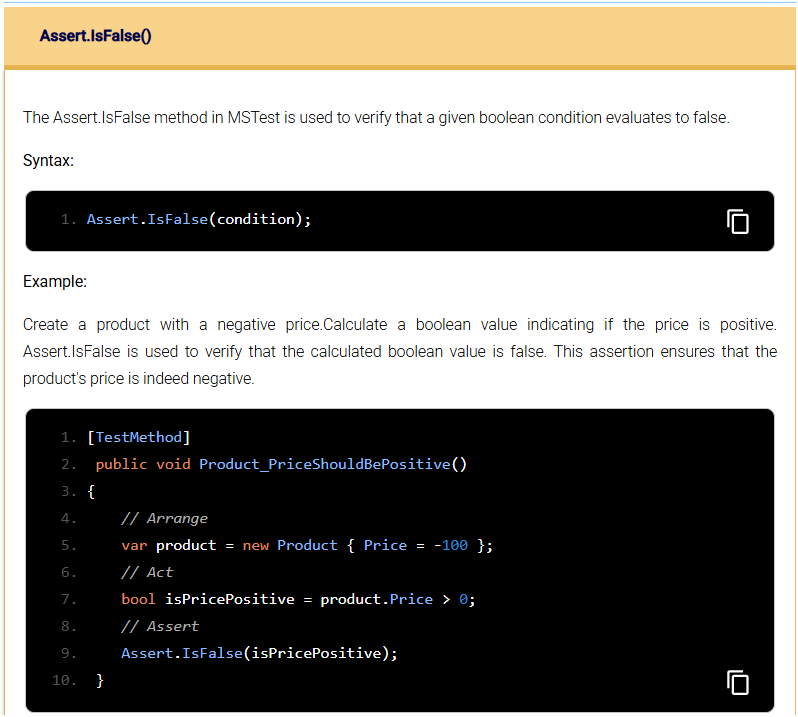 Assert.IsFalse()
The Assert.IsFalse method in MSTest is used to verify that a given boolean condition evaluates to false.
Syntax:
1. Assert.IsFalse(condition);
Example:
Create a product with a negative price.Calculate a boolean value indicating if the price is positive.
Assert.IsFalse is used to verify that the calculated boolean value is false. This assertion ensures that the
product's price is indeed negative.
1. [TestMethod]
2. public void Product_PriceShouldBePositive()
3. {
4. // Arrange
5. var product = new Product { Price = -100 };
6. // Act
7. bool isPricePositive = product.Price > 0;
8. // Assert
9. Assert.IsFalse(isPricePositive);
10. }